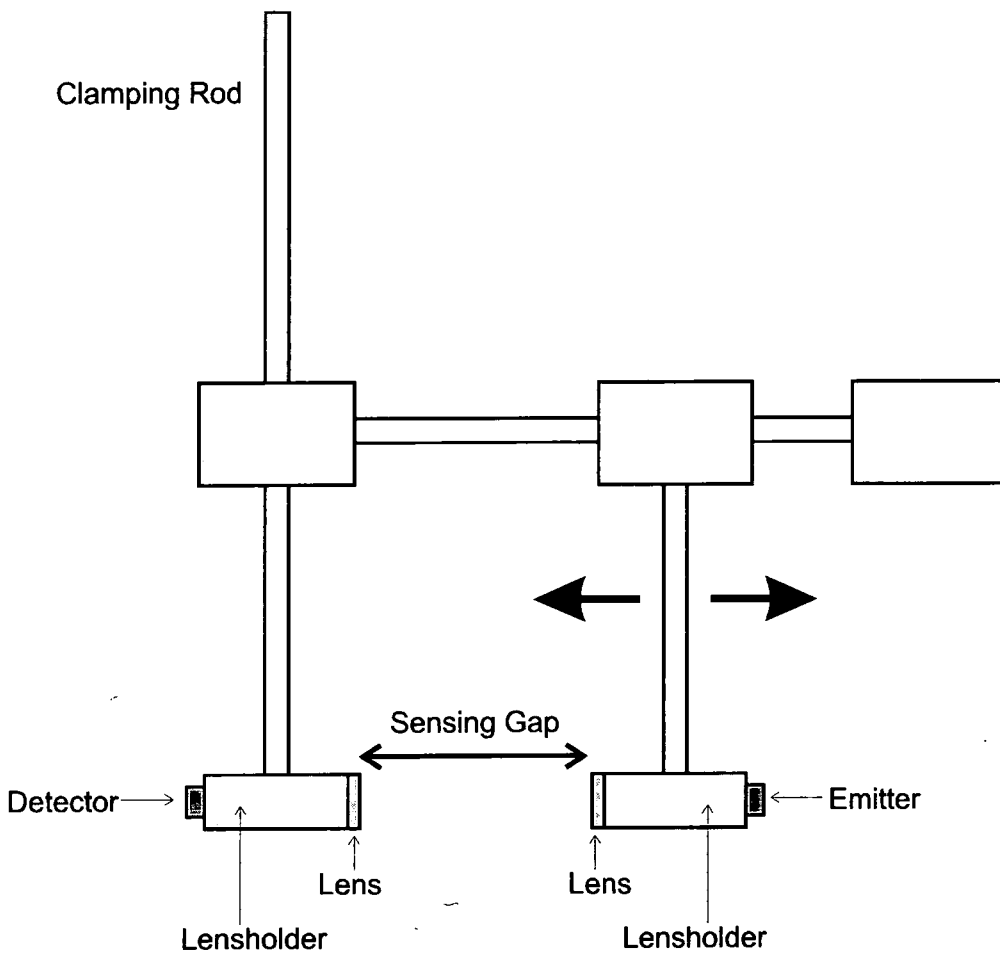 Clamping Rod
Sensing Gap
Detector
Emitter
Lens
Lens
Lensholder
Lensholder